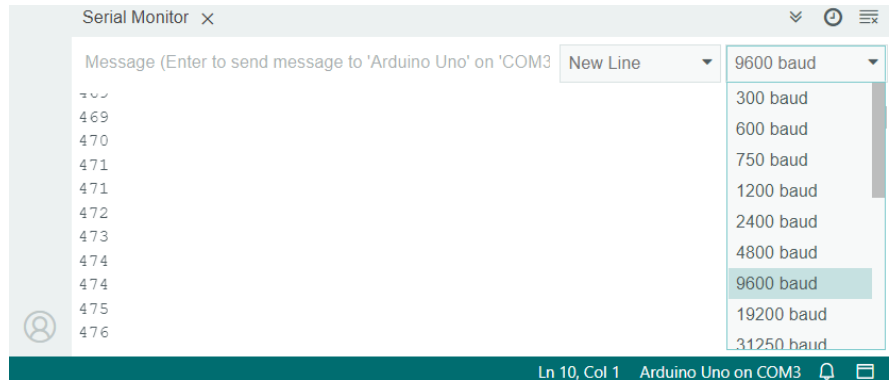 Serial Monitor
Message (Enter to send message to 'Arduino Uno' on 'COM3
New Line
9600 baud
469
470
471
471
472
473
474
474
475
476
300 baud
600 baud
750 baud
1200 baud
2400 baud
4800 baud
9600 baud
19200 baud
31250 baud
Ln 10, Col 1 Arduino Uno on COM3